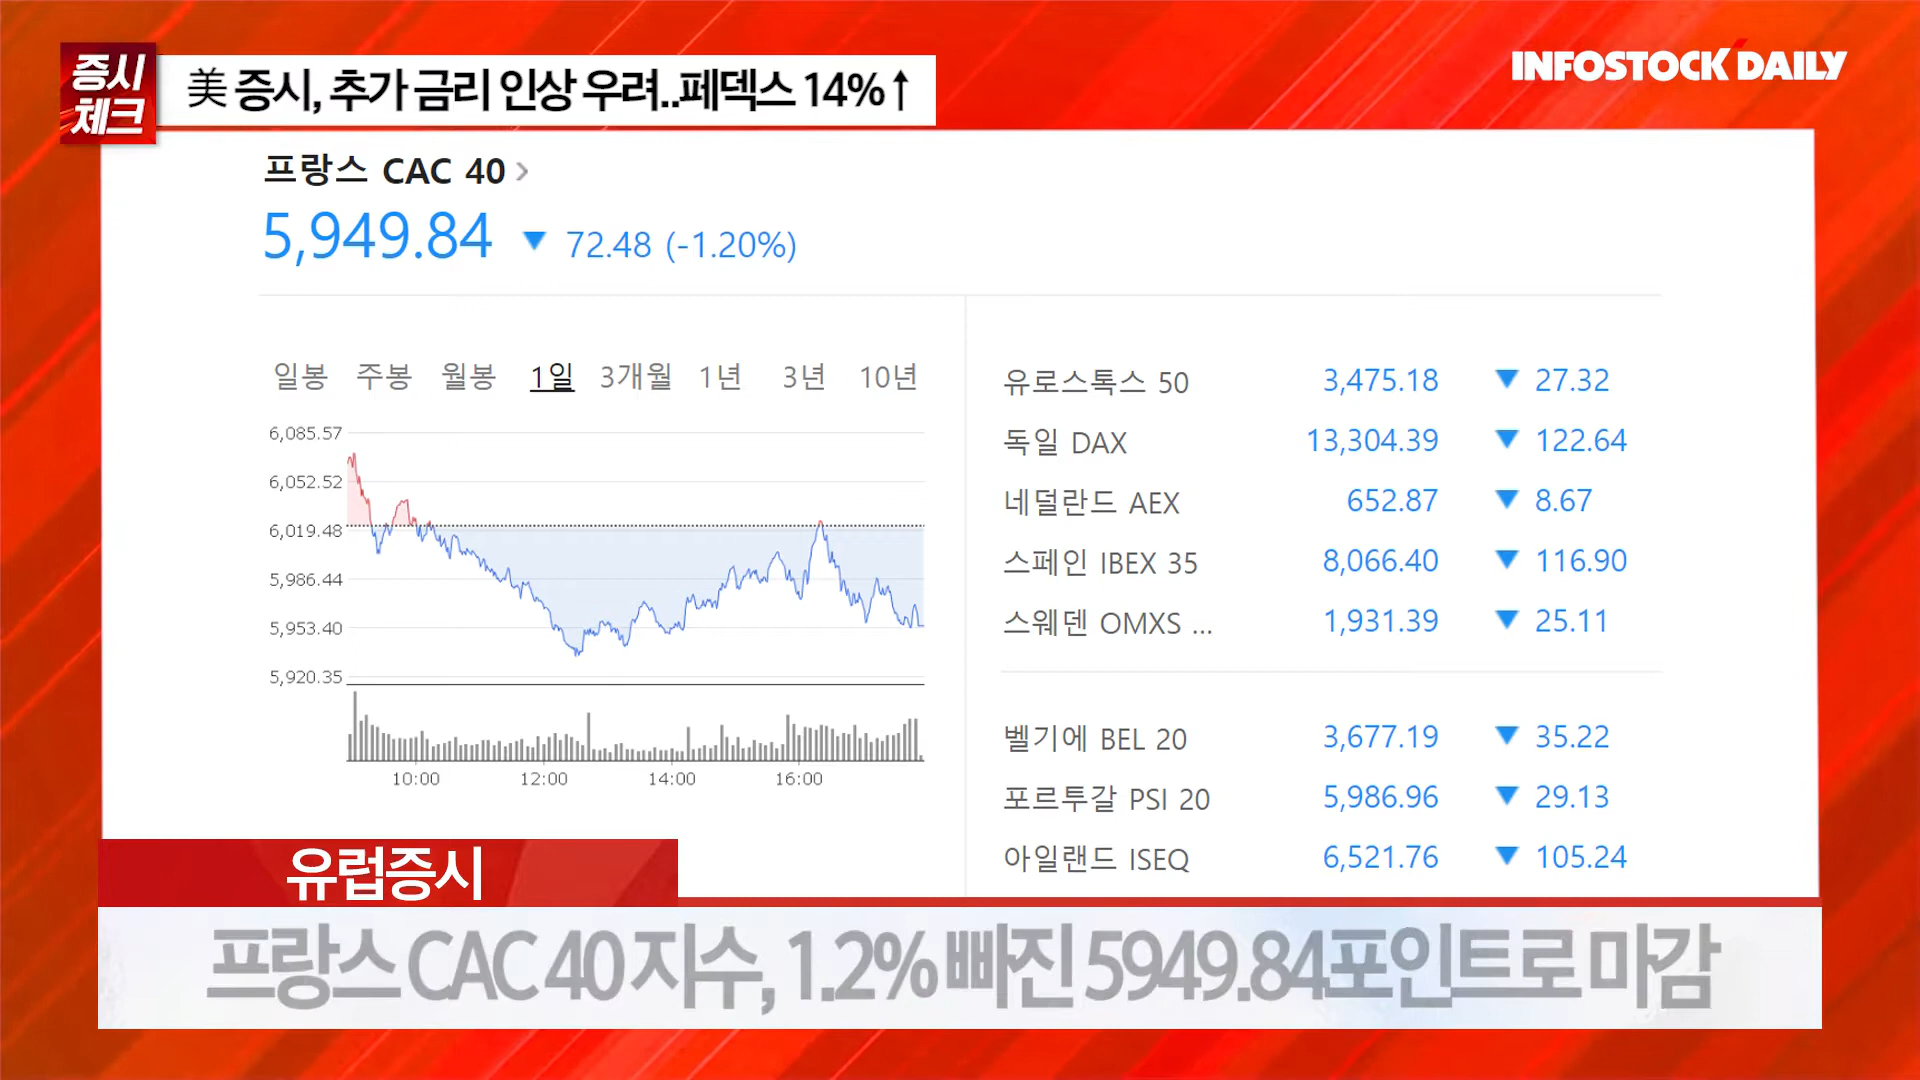 증시
체크
美 증시, 추가 금리 인상 우려..페덱스 14%↑
INFOSTOCK DAILY
프랑스 CAC 40 >
5,949.84 ▼ 72.48 (-1.20%)
일봉 주봉 월봉 1일 3개월 1년 3년 10년
6,085.57
6,052.52
6,019.48
5,986.44
5,953.40
5,920.35
10:00 12:00 14:00 16:00
유로스톡스 50 3,475.18 ▼ 27.32
독일 DAX 13,304.39 ▼ 122.64
네덜란드 AEX 652.87 ▼ 8.67
스페인 IBEX 35 8,066.40 ▼ 116.90
스웨덴 OMXS ... 1,931.39 ▼ 25.11
벨기에 BEL 20 3,677.19 ▼ 35.22
포르투갈 PSI 20 5,986.96 ▼ 29.13
아일랜드 ISEQ 6,521.76 ▼ 105.24
유럽증시
프랑스 CAC 40 지수, 1.2% 빠진 5949.84포인트로 마감